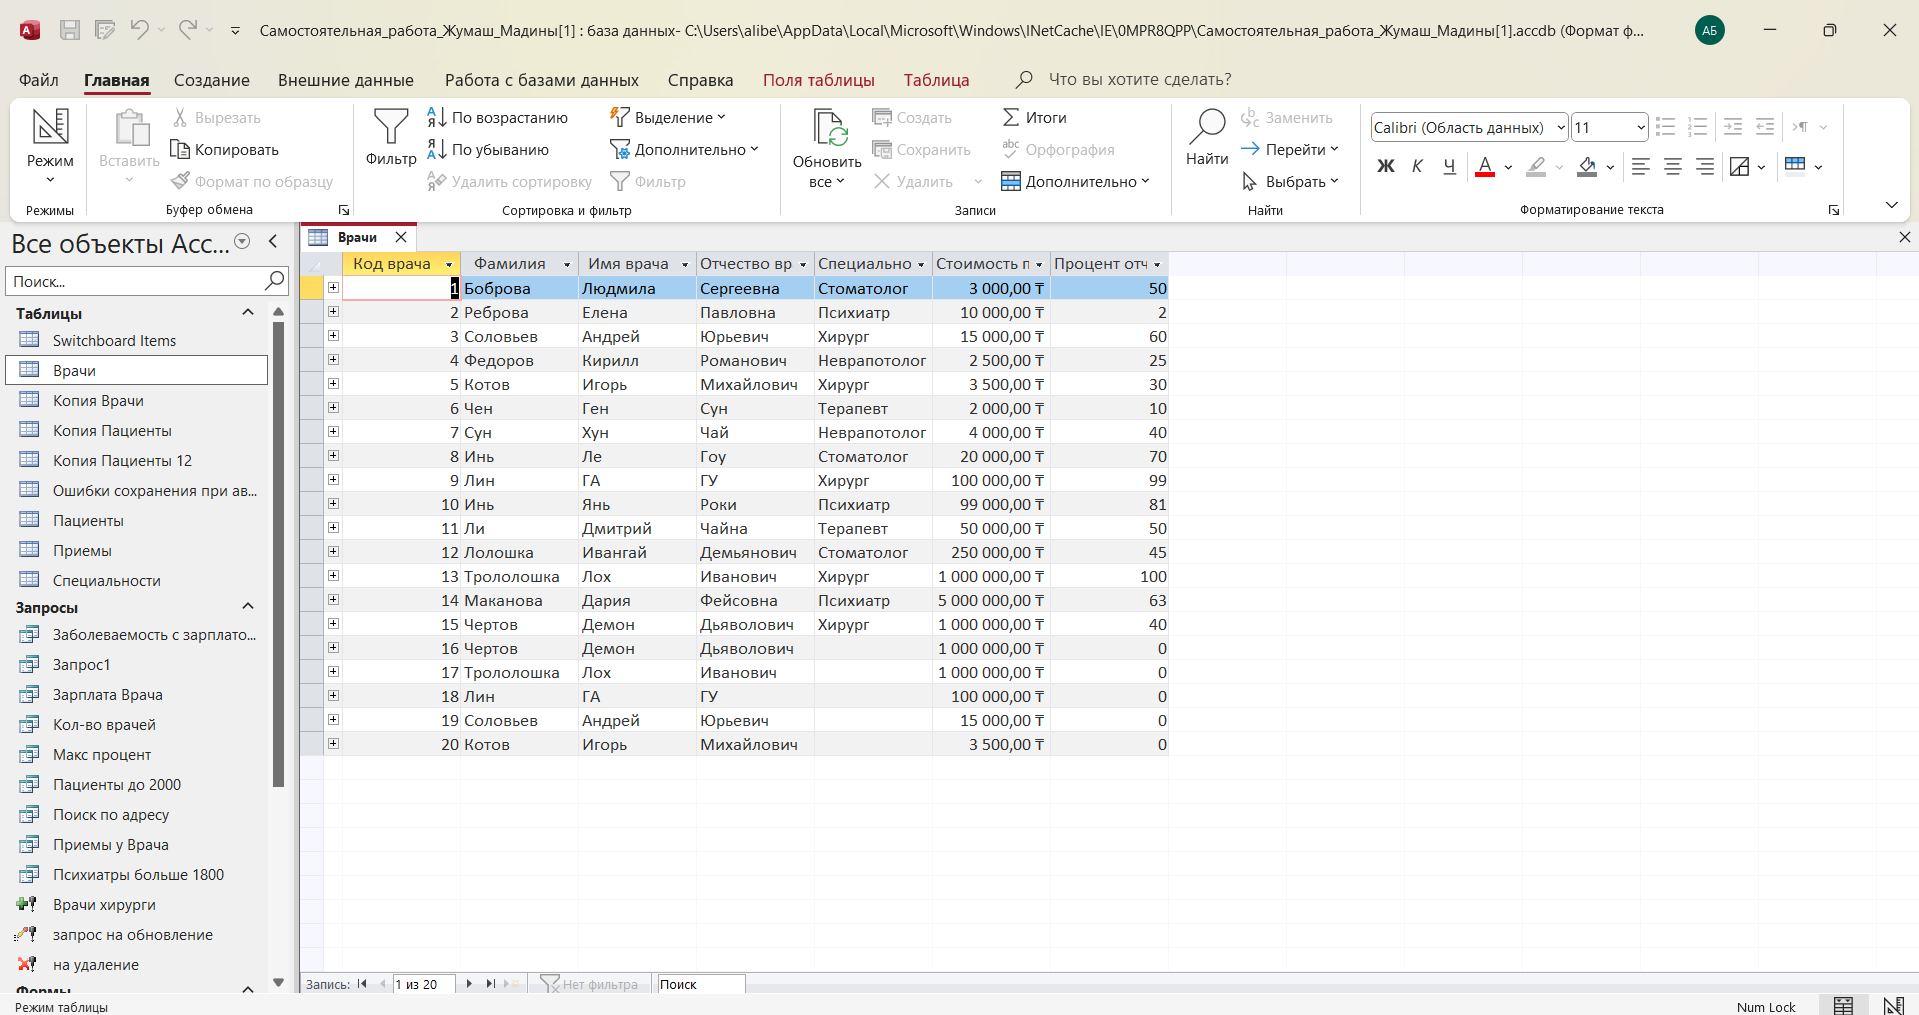 Самостоятельная_работа_Жумаш_Мадины[1] : база данных- C:\Users\alibe\AppData\Local\Microsoft\Windows\INetCache\IE\0MPR8QPP\Самостоятельная_работа_Жумаш_Мадины[1].accdb (Формат ф...
АБ
Файл Главная Создание Внешние данные Работа с базами данных Справка Поля таблицы Таблица Что вы хотите сделать?
Режим
Режимы
Вставить
Вырезать
Копировать
Формат по образцу
Буфер обмена
Фильтр
По возрастанию
По убыванию
Удалить сортировку
Выделение
Дополнительно
Фильтр
Сортировка и фильтр
Обновить
все
Создать
Сохранить
Удалить
Итоги
Орфография
Дополнительно
Записи
Найти
Заменить
Перейти
Выбрать
Найти
Calibri (Область данных) 11
Ж К Ч
Форматирование текста
Все объекты Acc...
Поиск...
Таблицы
Switchboard Items
Врачи
Копия Врачи
Копия Пациенты
Копия Пациенты 12
Ошибки сохранения при ав...
Пациенты
Приемы
Специальности
Запросы
Заболеваемость с зарплато...
Запрос1
Зарплата Врача
Кол-во врачей
Макс процент
Пациенты до 2000
Поиск по адресу
Приемы у Врача
Психиатры больше 1800
Врачи хирурги
запрос на обновление
на удаление
Формы
Врачи
Код врача Фамилия Имя врача Отчество вр Специально Стоимость п Процент отч
1 Боброва Людмила Сергеевна Стоматолог 3 000,00 ₸ 50
2 Реброва Елена Павловна Психиатр 10 000,00 ₸ 2
3 Соловьев Андрей Юрьевич Хирург 15 000,00 ₸ 60
4 Федоров Кирилл Романович Неврапотолог 2 500,00 ₸ 25
5 Котов Игорь Михайлович Хирург 3 500,00 ₸ 30
6 Чен Ген Сун Терапевт 2 000,00 ₸ 10
7 Сун Хун Чай Неврапотолог 4 000,00 ₸ 40
8 Инь Ле Гоу Стоматолог 20 000,00 ₸ 70
9 Лин ГА ГУ Хирург 100 000,00 ₸ 99
10 Инь Янь Роки Психиатр 99 000,00 ₸ 81
11 Ли Дмитрий Чайна Терапевт 50 000,00 ₸ 50
12 Лолошка Ивангай Демьянович Стоматолог 250 000,00 ₸ 45
13 Трололошка Лох Иванович Хирург 1 000 000,00 ₸ 100
14 Маканова Дария Фейсовна Психиатр 5 000 000,00 ₸ 63
15 Чертов Демон Дьяволович Хирург 1 000 000,00 ₸ 40
16 Чертов Демон Дьяволович 1 000 000,00 ₸ 0
17 Трололошка Лох Иванович 1 000 000,00 ₸ 0
18 Лин ГА ГУ 100 000,00 ₸ 0
19 Соловьев Андрей Юрьевич 15 000,00 ₸ 0
20 Котов Игорь Михайлович 3 500,00 ₸ 0
Запись: 1 из 20 Нет фильтра Поиск
Режим таблицы
Num Lock